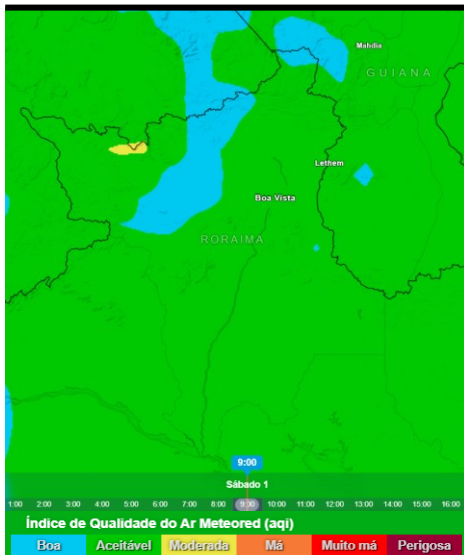 Mahdia
GUIANA
Lethem
Boa Vista
RORAIMA
9:00
Sábado 1
1:00 2:00 3:00 4:00 5:00 6:00 7:00 8:00 9:00 10:00 11:00 12:00 13:00 14:00 15:00 16:00
Índice de Qualidade do Ar Meteored (aqi)
Boa Aceitável Moderada Má Muito má Perigosa